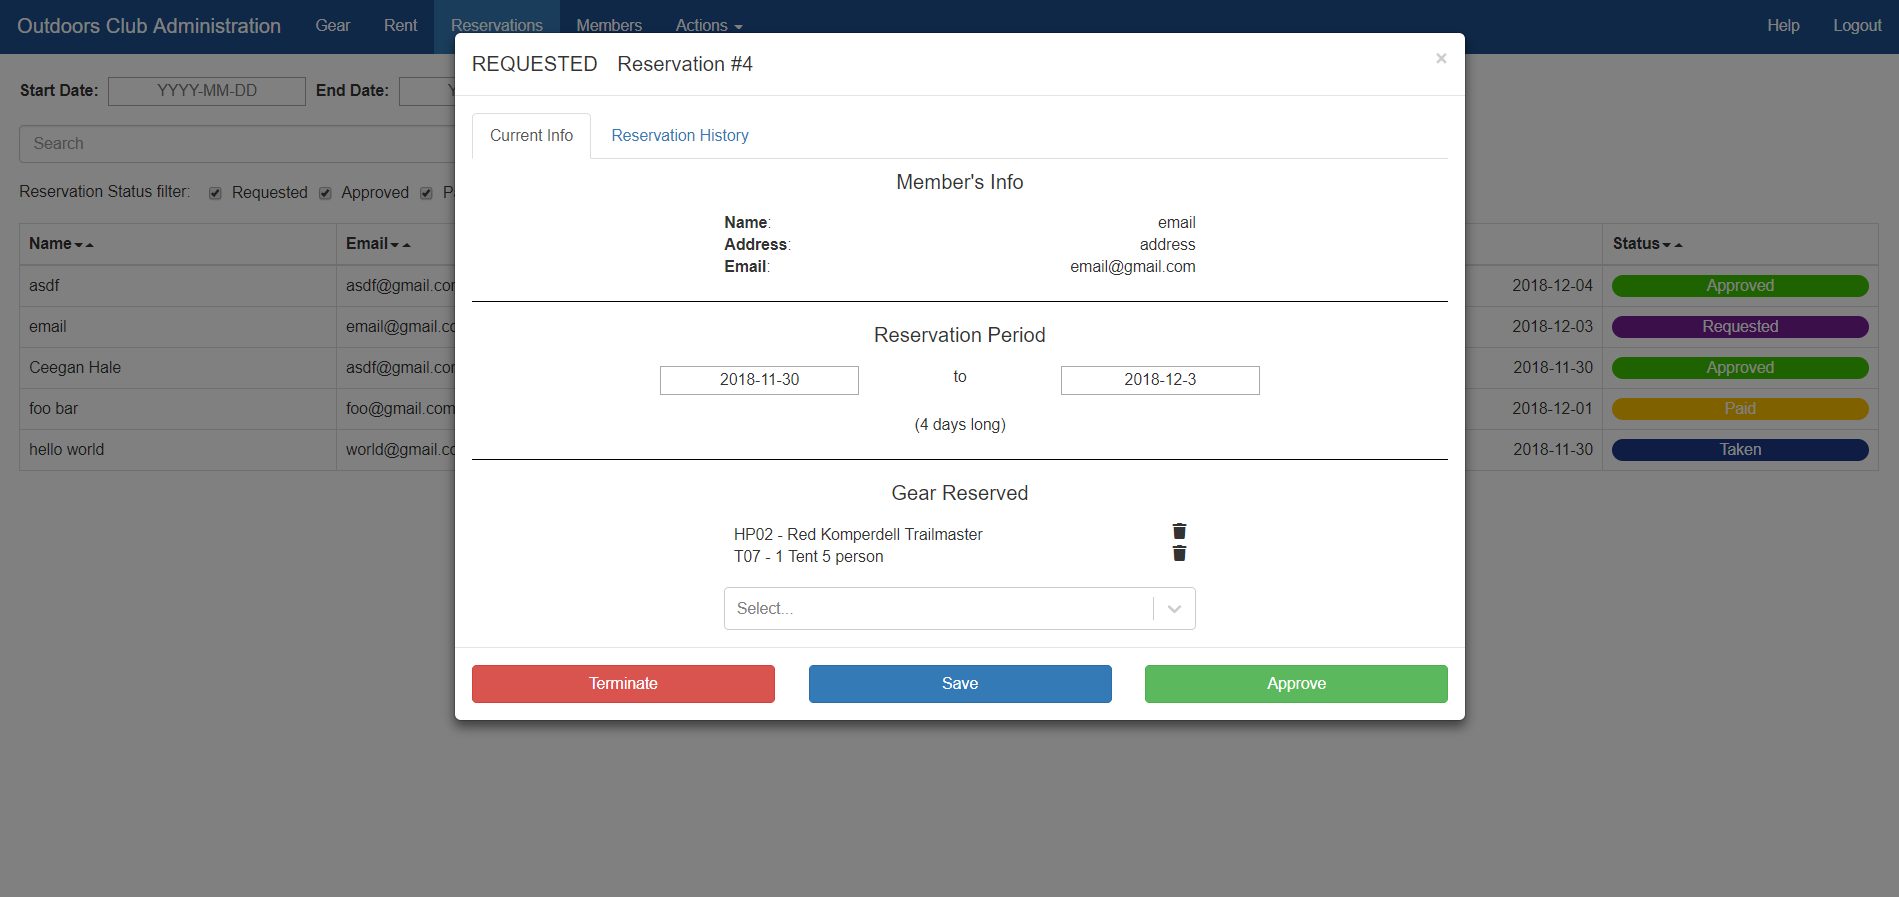 Outdoors Club Administration Gear Rent Reservations Members Actions Help Logout
REQUESTED Reservation #4 ×
Start Date: YYYY-MM-DD End Date:
Search
Reservation Status filter: Requested Approved
Current Info Reservation History
Member's Info
Name: email
Address: address
Email: email@gmail.com
Reservation Period
2018-11-30 to 2018-12-3
(4 days long)
Gear Reserved
HP02 - Red Komperdell Trailmaster
T07 - 1 Tent 5 person
Select...
Terminate Save Approve
Name Email Status
asdf asdf@gmail.com 2018-12-04 Approved
email email@gmail.co 2018-12-03 Requested
Ceegan Hale asdf@gmail.com 2018-11-30 Approved
foo bar foo@gmail.com 2018-12-01 Paid
hello world world@gmail.co 2018-11-30 Taken